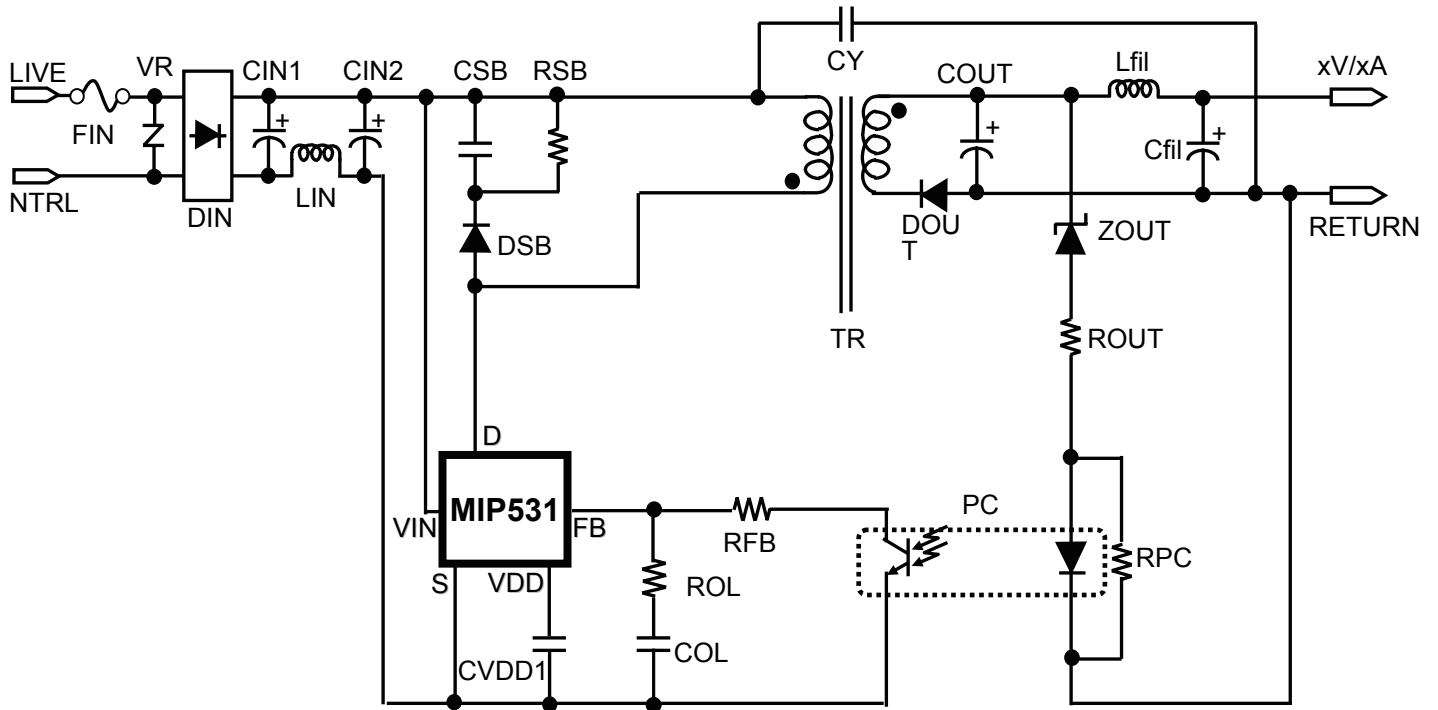 LIVE
VR
CIN1
CIN2
CSB
RSB
CY
COUT
Lfil
xV/xA
FIN
+
+
+
+
Cfil
NTRL
DIN
LIN
DSB
DOU
T
ZOUT
RETURN
TR
ROUT
D
MIP531
VIN
FB
RFB
PC
RPC
S
VDD
ROL
CVDD1
COL